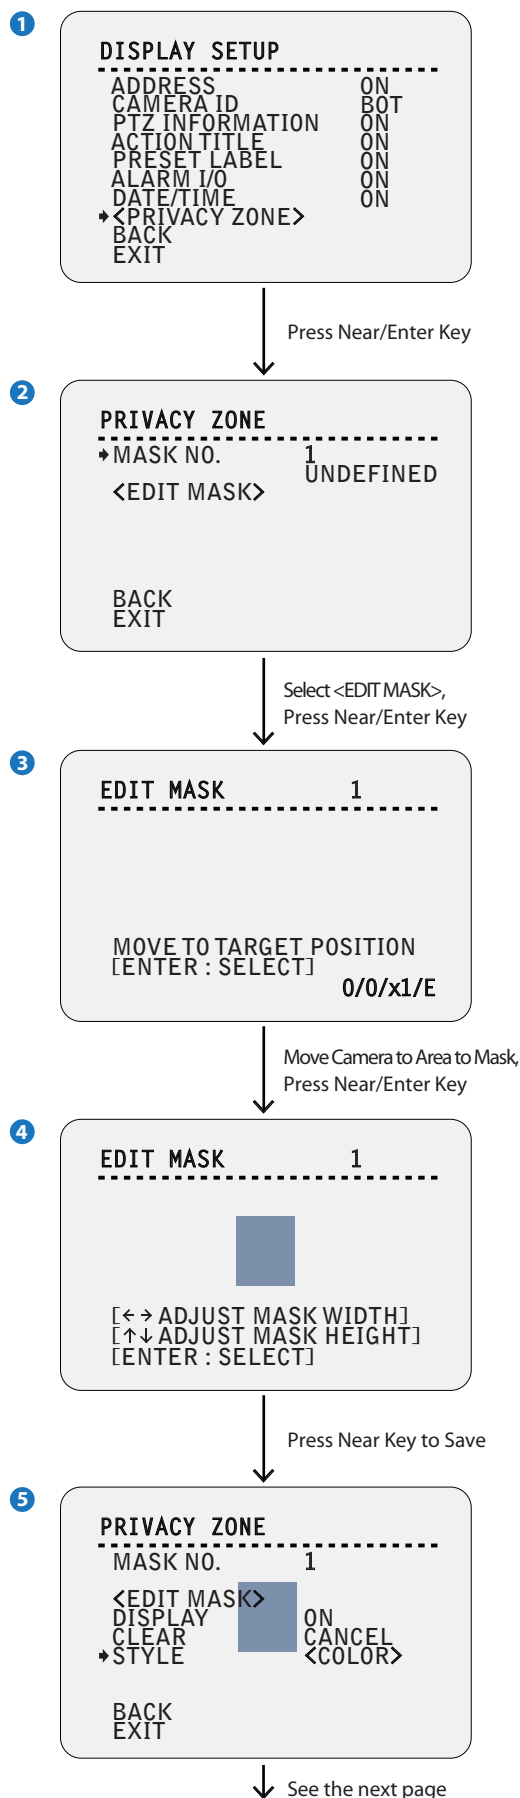 1
DISPLAY SETUP
ADDRESS ON
CAMERA ID BOT
PTZ INFORMATION ON
ACTION TITLE ON
PRESET LABEL ON
ALARM I/O ON
DATE/TIME ON
<PRIVACY ZONE>
BACK
EXIT
Press Near/Enter Key
2
PRIVACY ZONE
MASK NO. 1
UNDEFINED
<EDIT MASK>
BACK
EXIT
Select <EDIT MASK>,
Press Near/Enter Key
3
EDIT MASK 1
MOVE TO TARGET POSITION
[ENTER : SELECT]
0/0/x1/E
Move Camera to Area to Mask,
Press Near/Enter Key
4
EDIT MASK 1
[←→ ADJUST MASK WIDTH]
[↑↓ ADJUST MASK HEIGHT]
[ENTER : SELECT]
Press Near Key to Save
5
PRIVACY ZONE
MASK NO. 1
<EDIT MASK>
DISPLAY ON
CLEAR CANCEL
STYLE <COLOR>
BACK
EXIT
See the next page